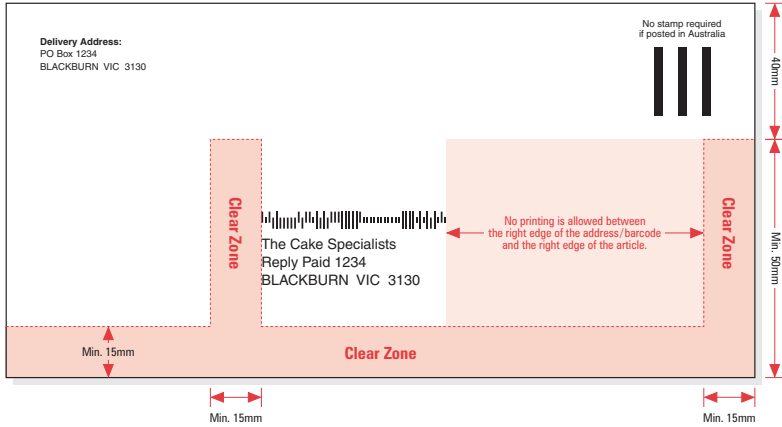 Delivery Address:
PO Box 1234
BLACKBURN VIC 3130
No stamp required
if posted in Australia
40mm
Clear Zone
The Cake Specialists
Reply Paid 1234
BLACKBURN VIC 3130
No printing is allowed between
the right edge of the address/barcode
and the right edge of the article.
Clear Zone
Min. 50mm
Min. 15mm
Clear Zone
Min. 15mm
Min. 15mm